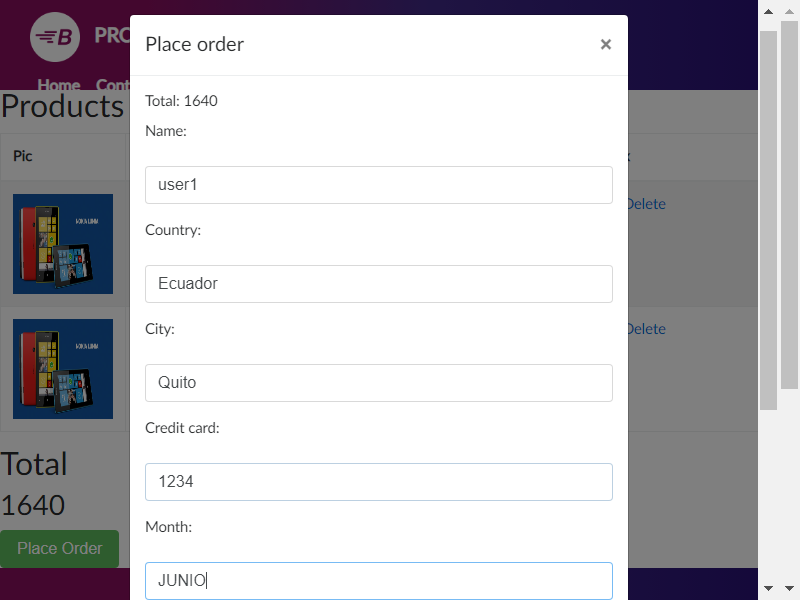 PRO
Home Cont
Place order
×
Total: 1640
Name:
user1
Country:
Ecuador
City:
Quito
Credit card:
1234
Month:
JUNIO
Products
Pic
Delete
Delete
Total
1640
Place Order